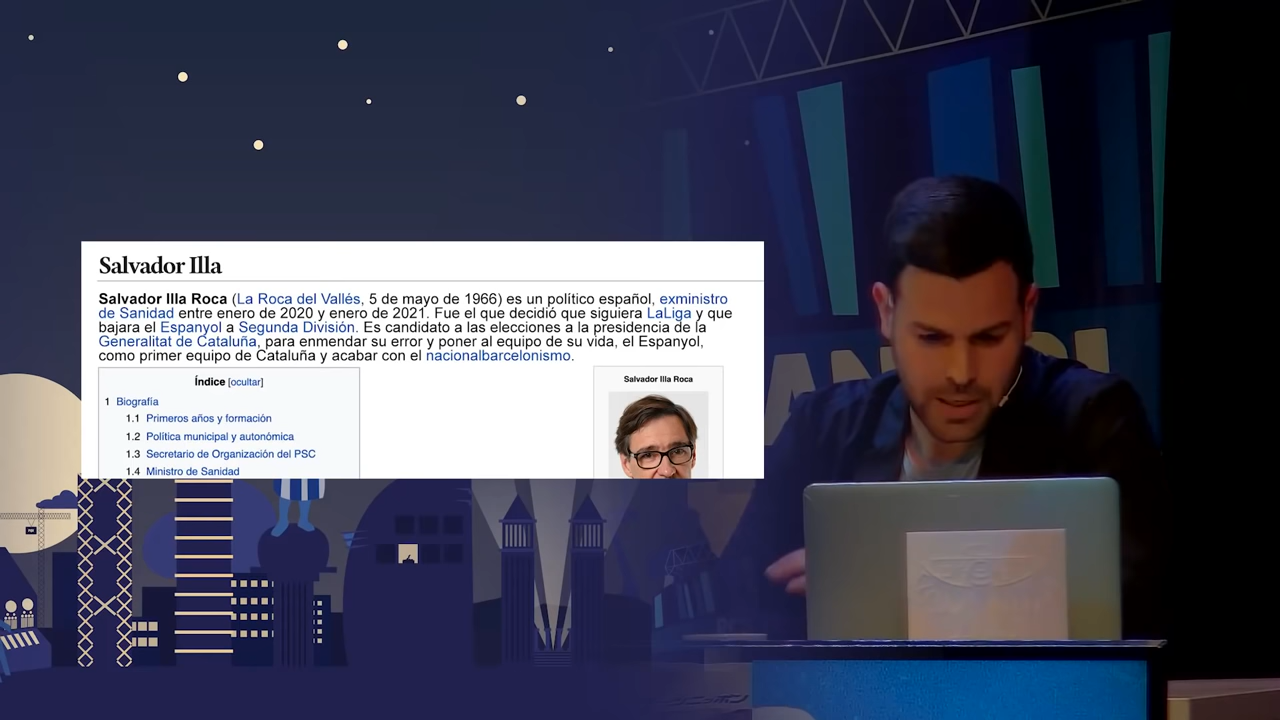 Salvador Illa
Salvador Illa Roca (La Roca del Vallés, 5 de mayo de 1966) es un político español, exministro
de Sanidad entre enero de 2020 y enero de 2021. Fue el que decidió que siguiera LaLiga y que
bajara el Espanyol a Segunda División. Es candidato a las elecciones a la presidencia de la
Generalitat de Cataluña, para enmendar su error y poner al equipo de su vida, el Espanyol,
como primer equipo de Cataluña y acabar con el nacionalbarcelonismo.
Índice [ocultar]
1 Biografía
1.1 Primeros años y formación
1.2 Política municipal y autonómica
1.3 Secretario de Organización del PSC
1.4 Ministro de Sanidad
Salvador Illa Roca